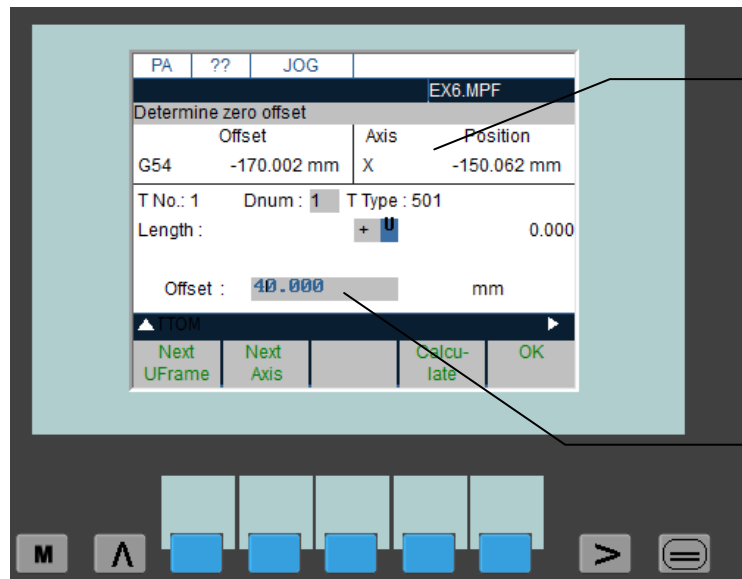 PA ?? JOG
EX6.MPF
Determine zero offset
Offset Axis Position
G54 -170.002 mm X -150.062 mm
T No.: 1 Dnum : 1 T Type : 501
Length : + U 0.000
Offset : 40.000 mm
Next UFrame Next Axis Calcu- late OK
M Λ >